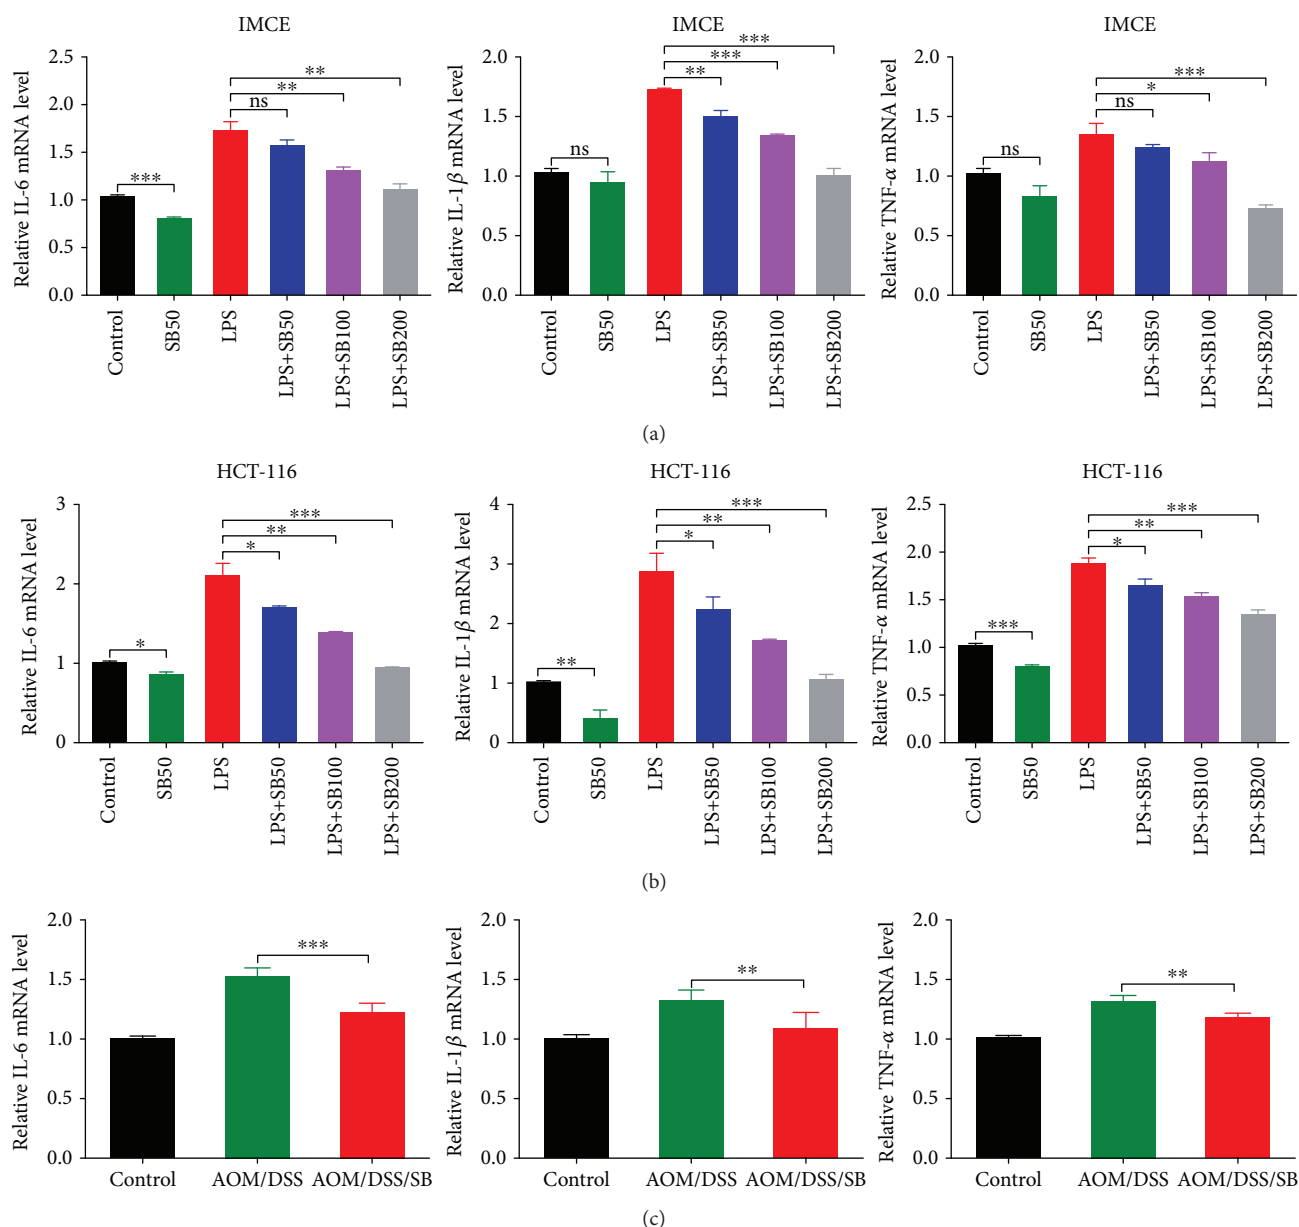 IMCE
IMCE
IMCE
Relative IL-6 mRNA level
2.5
2.0
1.5
1.0
0.5
0.0
***
ns
**
**
Control
SB50
LPS
LPS+SB50
LPS+SB100
LPS+SB200
Relative IL-1β mRNA level
2.0
1.5
1.0
0.5
0.0
ns
**
***
***
Control
SB50
LPS
LPS+SB50
LPS+SB100
LPS+SB200
Relative TNF-α mRNA level
2.0
1.5
1.0
0.5
0.0
ns
ns
*
***
Control
SB50
LPS
LPS+SB50
LPS+SB100
LPS+SB200
(a)
HCT-116
HCT-116
HCT-116
Relative IL-6 mRNA level
3
2
1
0
*
*
**
***
Control
SB50
LPS
LPS+SB50
LPS+SB100
LPS+SB200
Relative IL-1β mRNA level
4
3
2
1
0
**
*
**
***
Control
SB50
LPS
LPS+SB50
LPS+SB100
LPS+SB200
Relative TNF-α mRNA level
2.5
2.0
1.5
1.0
0.5
0.0
***
*
**
***
Control
SB50
LPS
LPS+SB50
LPS+SB100
LPS+SB200
(b)
Relative IL-6 mRNA level
2.0
1.5
1.0
0.5
0.0
***
Control
AOM/DSS
AOM/DSS/SB
Relative IL-1β mRNA level
2.0
1.5
1.0
0.5
0.0
**
Control
AOM/DSS
AOM/DSS/SB
Relative TNF-α mRNA level
2.0
1.5
1.0
0.5
0.0
**
Control
AOM/DSS
AOM/DSS/SB
(c)